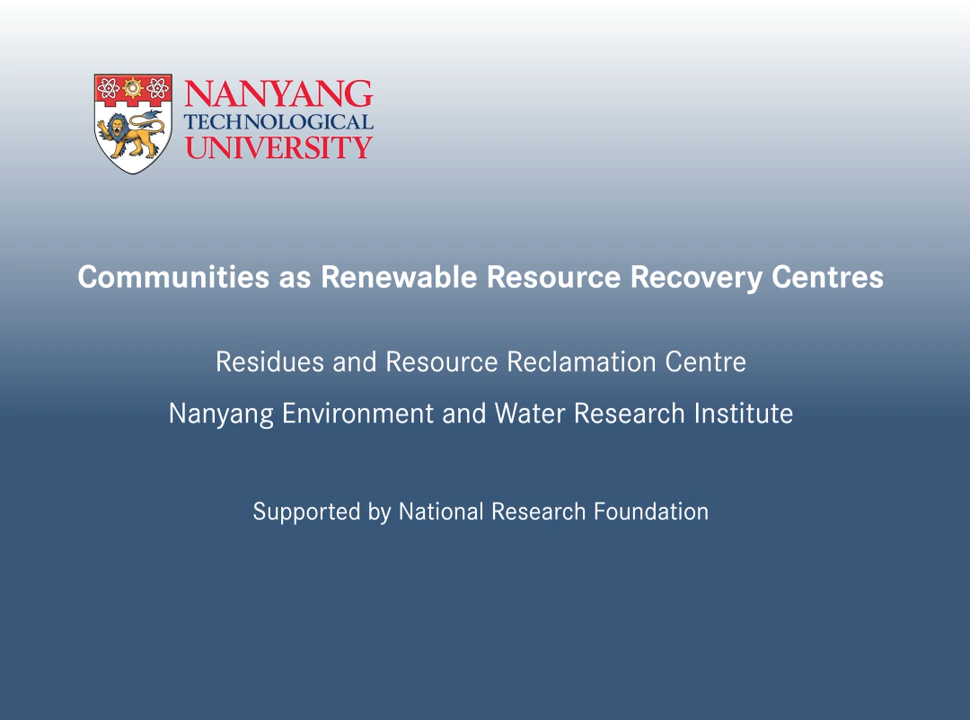 NANYANG
TECHNOLOGICAL
UNIVERSITY
Communities as Renewable Resource Recovery Centres
Residues and Resource Reclamation Centre
Nanyang Environment and Water Research Institute
Supported by National Research Foundation